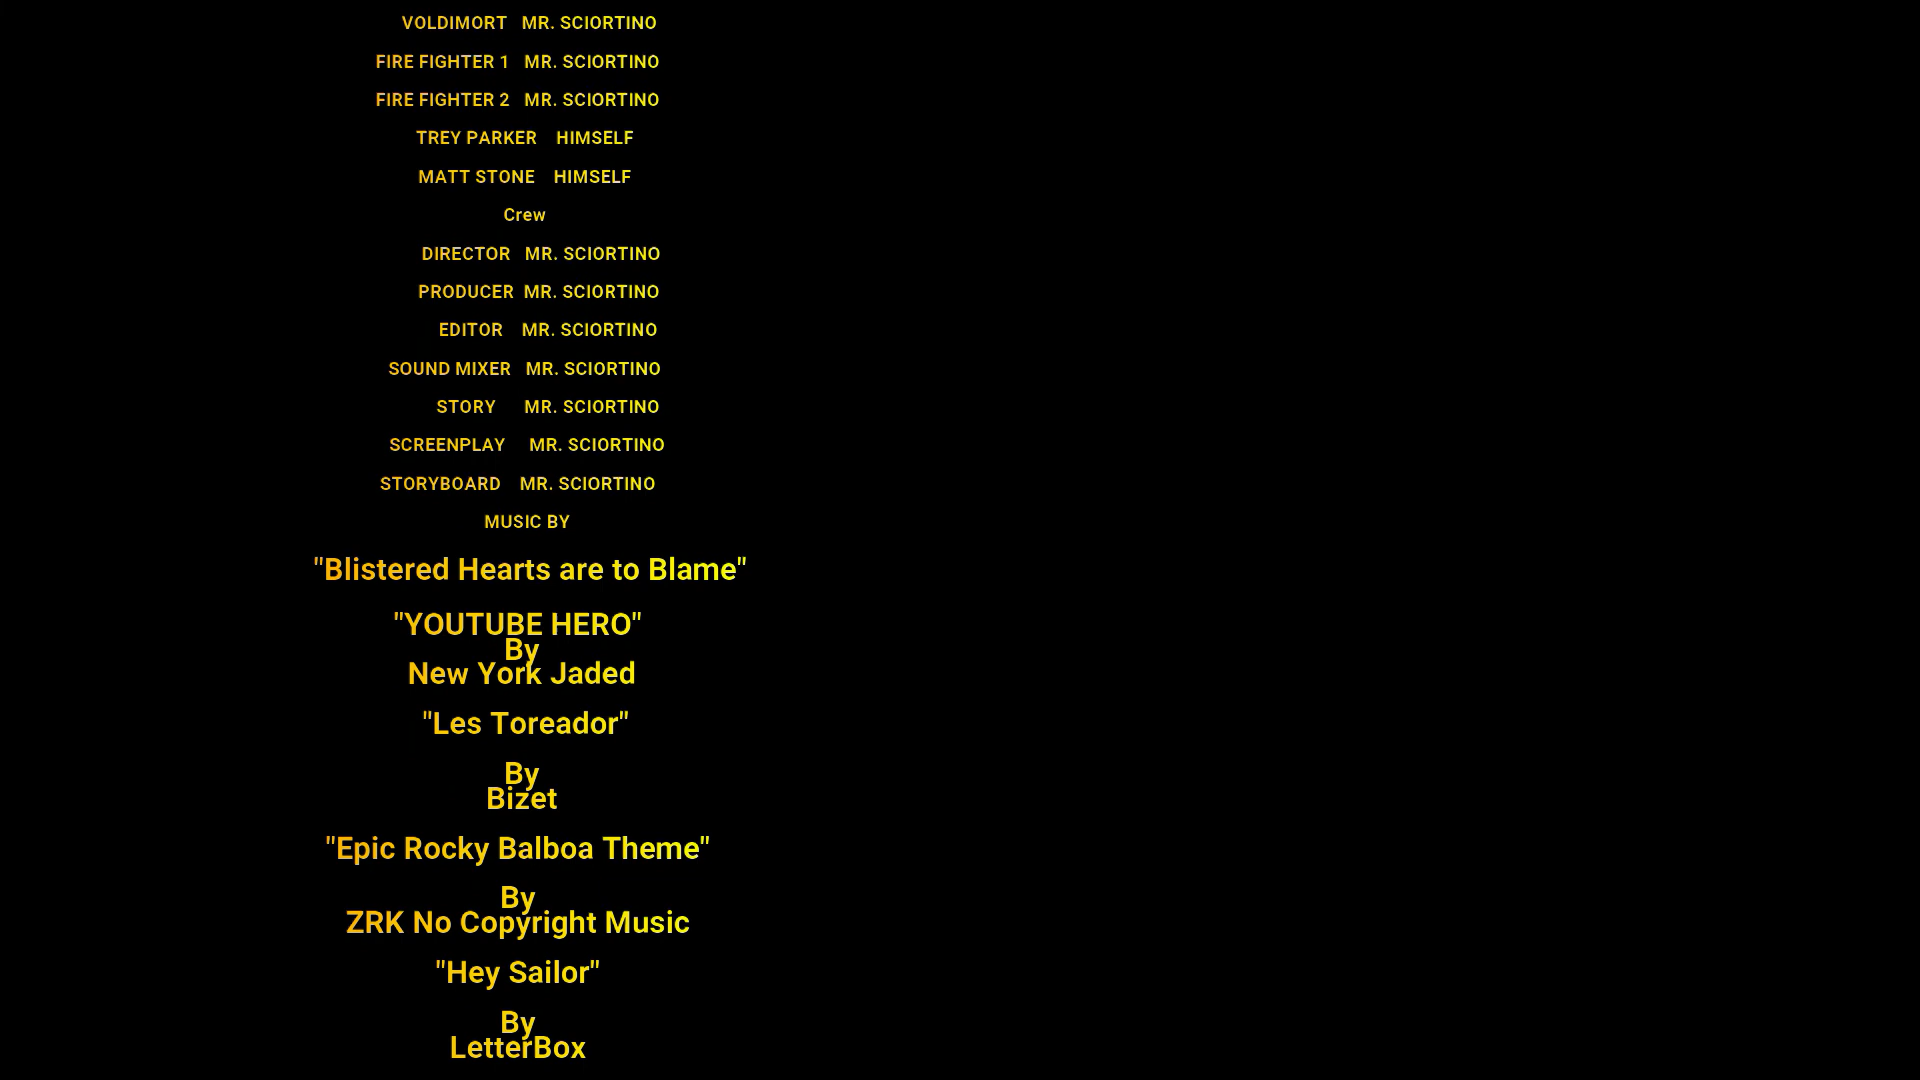 VOLDIMORT MR. SCIORTINO
FIRE FIGHTER 1 MR. SCIORTINO
FIRE FIGHTER 2 MR. SCIORTINO
TREY PARKER HIMSELF
MATT STONE HIMSELF
Crew
DIRECTOR MR. SCIORTINO
PRODUCER MR. SCIORTINO
EDITOR MR. SCIORTINO
SOUND MIXER MR. SCIORTINO
STORY MR. SCIORTINO
SCREENPLAY MR. SCIORTINO
STORYBOARD MR. SCIORTINO
MUSIC BY
"Blistered Hearts are to Blame"
"YOUTUBE HERO"
By
New York Jaded
"Les Toreador"
By
Bizet
"Epic Rocky Balboa Theme"
By
ZRK No Copyright Music
"Hey Sailor"
By
LetterBox